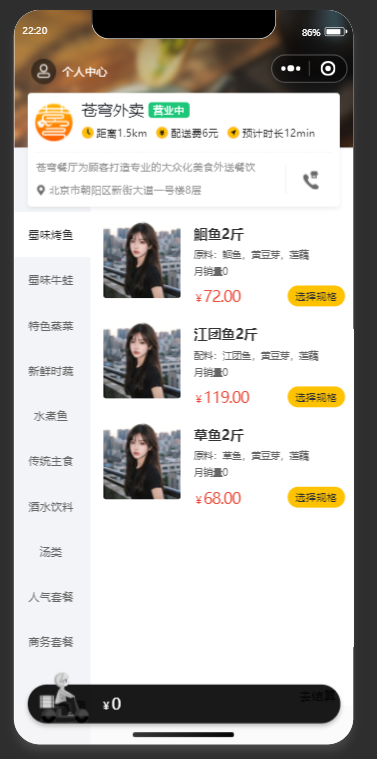 22:20
86%
个人中心
苍穹外卖 营业中
距离1.5km 配送费6元 预计时长12min
苍穹餐厅为顾客打造专业的大众化美食外送餐饮
北京市朝阳区新街大道一号楼8层
蜀味烤鱼
蜀味牛蛙
特色蒸菜
新鲜时蔬
水煮鱼
传统主食
酒水饮料
汤类
人气套餐
商务套餐
鮰鱼2斤
原料：鮰鱼，黄豆芽，莲藕
月销量0
¥72.00 选择规格
江团鱼2斤
配料：江团鱼，黄豆芽，莲藕
月销量0
¥119.00 选择规格
草鱼2斤
原料：草鱼，黄豆芽，莲藕
月销量0
¥68.00 选择规格
¥0 去结算